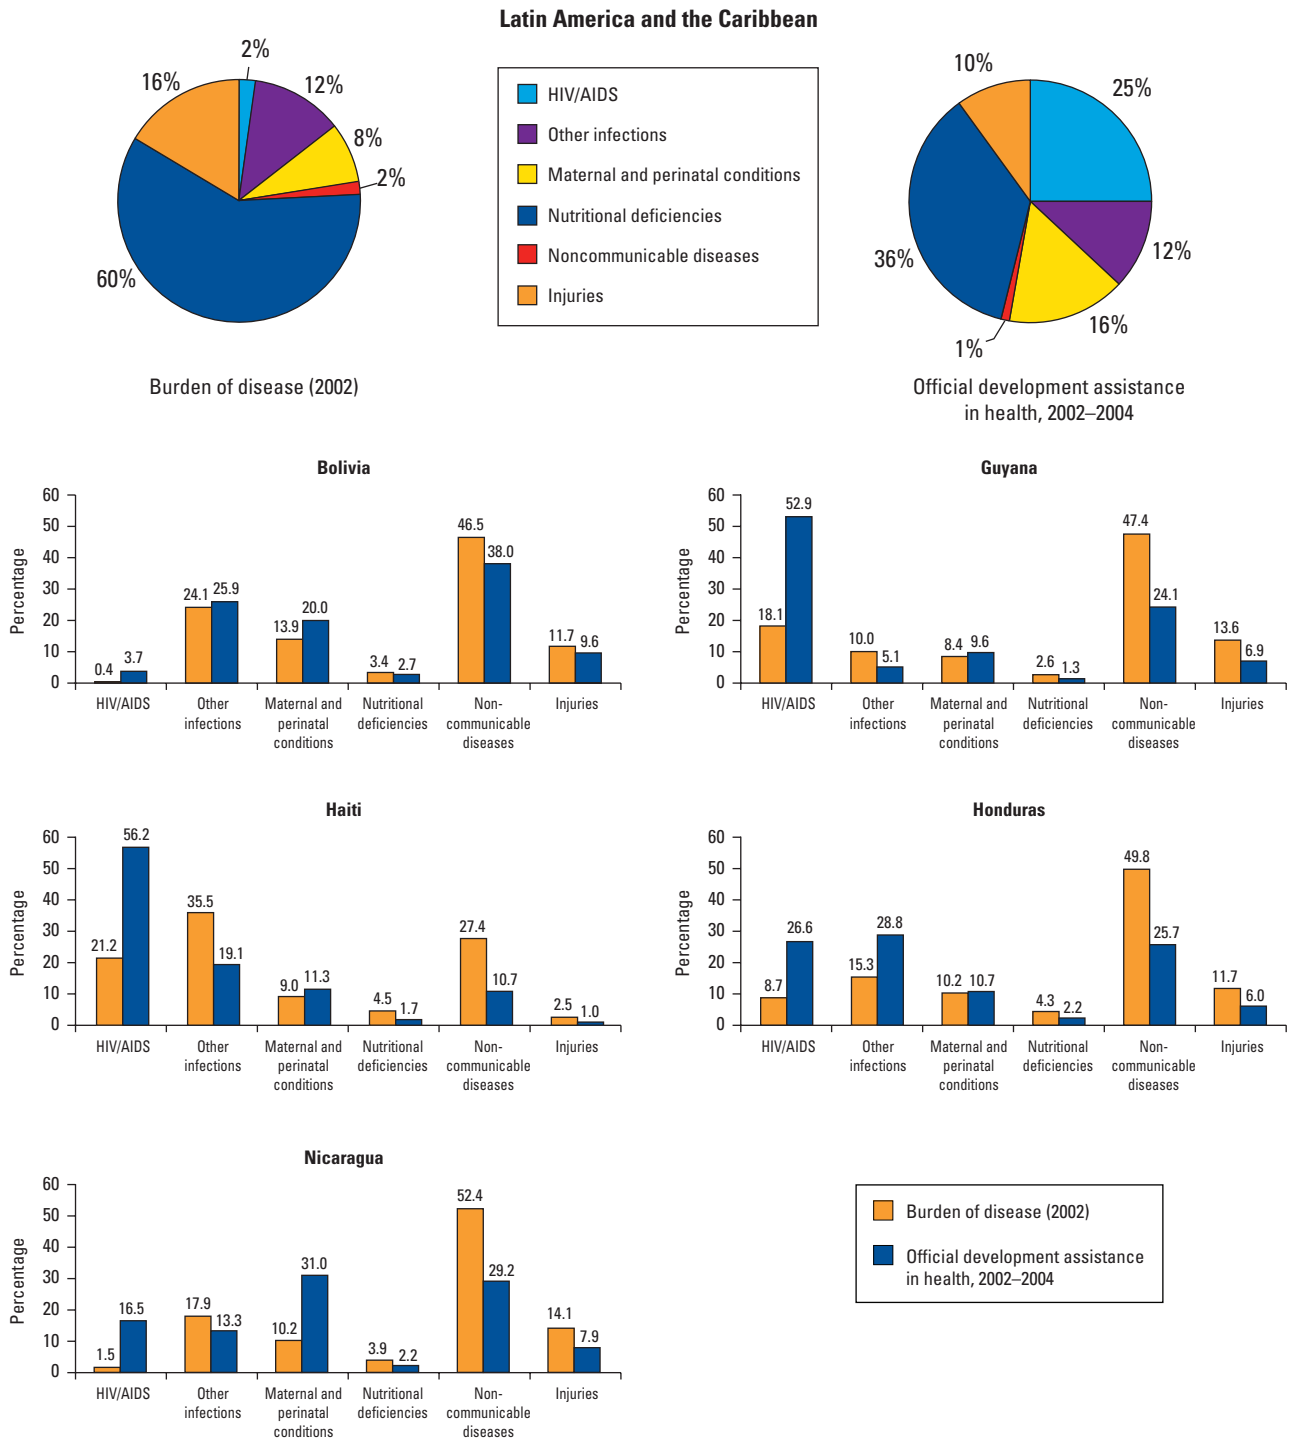 Latin America and the Caribbean
2%
12%
8%
2%
60%
16%
Burden of disease (2002)
HIV/AIDS
Other infections
Maternal and perinatal conditions
Nutritional deficiencies
Noncommunicable diseases
Injuries
10%
25%
12%
16%
1%
36%
Official development assistance
in health, 2002–2004
Bolivia
Percentage
60
50
40
30
20
10
0
0.4
3.7
24.1
25.9
13.9
20.0
3.4
2.7
46.5
38.0
11.7
9.6
HIV/AIDS
Other
infections
Maternal and
perinatal
conditions
Nutritional
deficiencies
Non-
communicable
diseases
Injuries
Guyana
Percentage
60
50
40
30
20
10
0
18.1
52.9
10.0
5.1
8.4
9.6
2.6
1.3
47.4
24.1
13.6
6.9
HIV/AIDS
Other
infections
Maternal and
perinatal
conditions
Nutritional
deficiencies
Non-
communicable
diseases
Injuries
Haiti
Percentage
60
50
40
30
20
10
0
21.2
56.2
35.5
19.1
9.0
11.3
4.5
1.7
27.4
10.7
2.5
1.0
HIV/AIDS
Other
infections
Maternal and
perinatal
conditions
Nutritional
deficiencies
Non-
communicable
diseases
Injuries
Honduras
Percentage
60
50
40
30
20
10
0
8.7
26.6
15.3
28.8
10.2
10.7
4.3
2.2
49.8
25.7
11.7
6.0
HIV/AIDS
Other
infections
Maternal and
perinatal
conditions
Nutritional
deficiencies
Non-
communicable
diseases
Injuries
Nicaragua
Percentage
60
50
40
30
20
10
0
1.5
16.5
17.9
13.3
10.2
31.0
3.9
2.2
52.4
29.2
14.1
7.9
HIV/AIDS
Other
infections
Maternal and
perinatal
conditions
Nutritional
deficiencies
Non-
communicable
diseases
Injuries
Burden of disease (2002)
Official development assistance
in health, 2002–2004